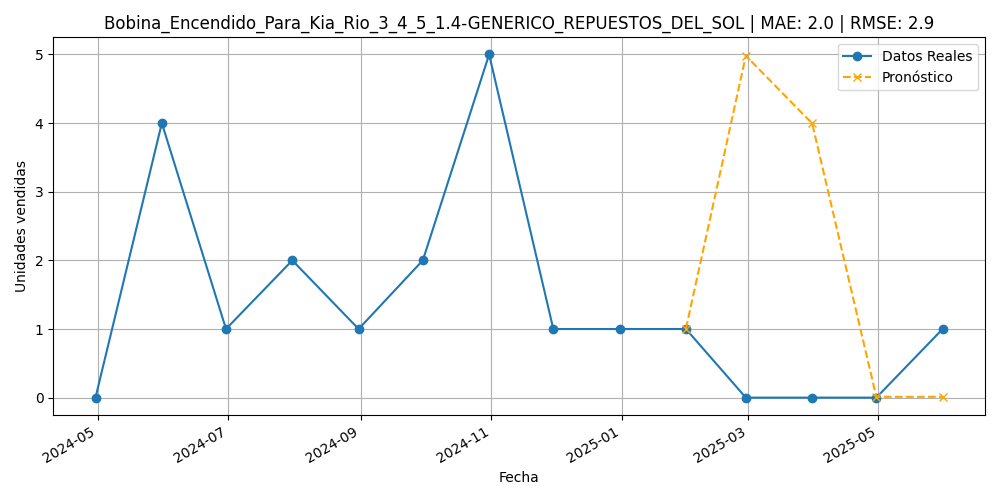 Bobina_Encendido_Para_Kia_Rio_3_4_5_1.4-GENERICO_REPUESTOS_DEL_SOL | MAE: 2.0 | RMSE: 2.9
Datos Reales
Pronóstico
Unidades vendidas
5
4
3
2
1
0
2024-05
2024-07
2024-09
2024-11
2025-01
2025-03
2025-05
Fecha